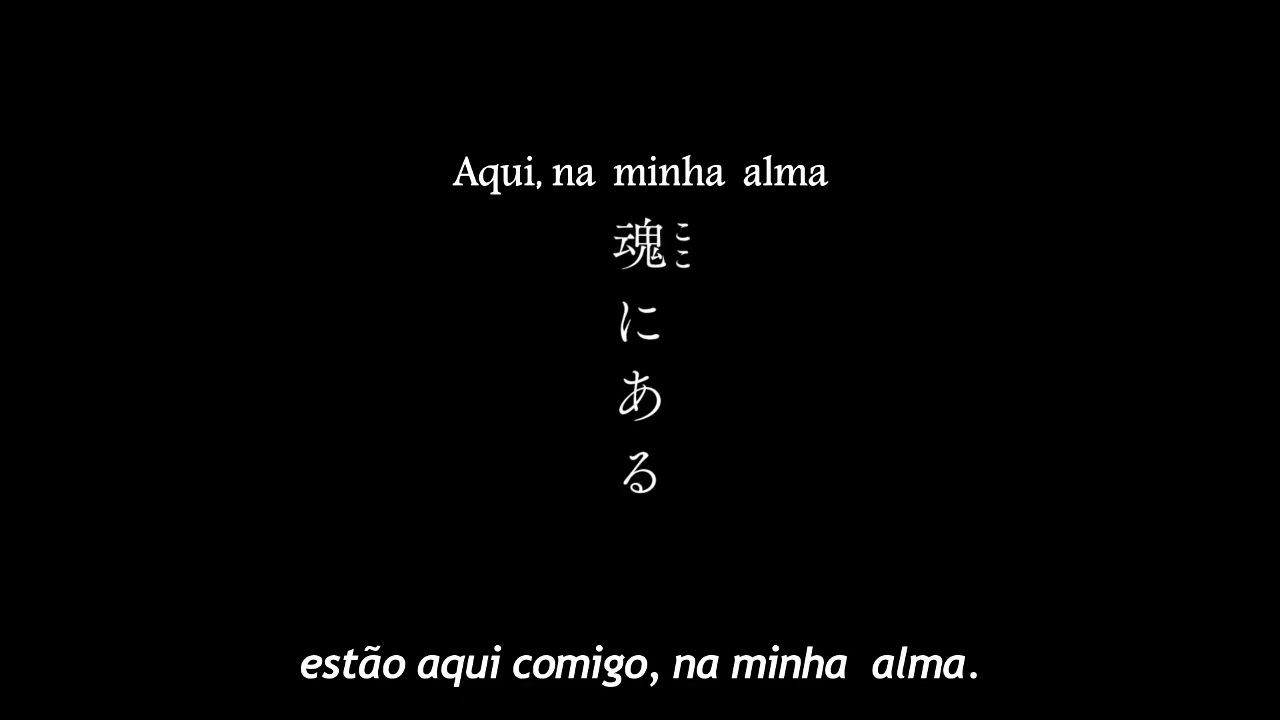 Aqui, na minha alma
魂にある
ここ
estão aqui comigo, na minha alma.